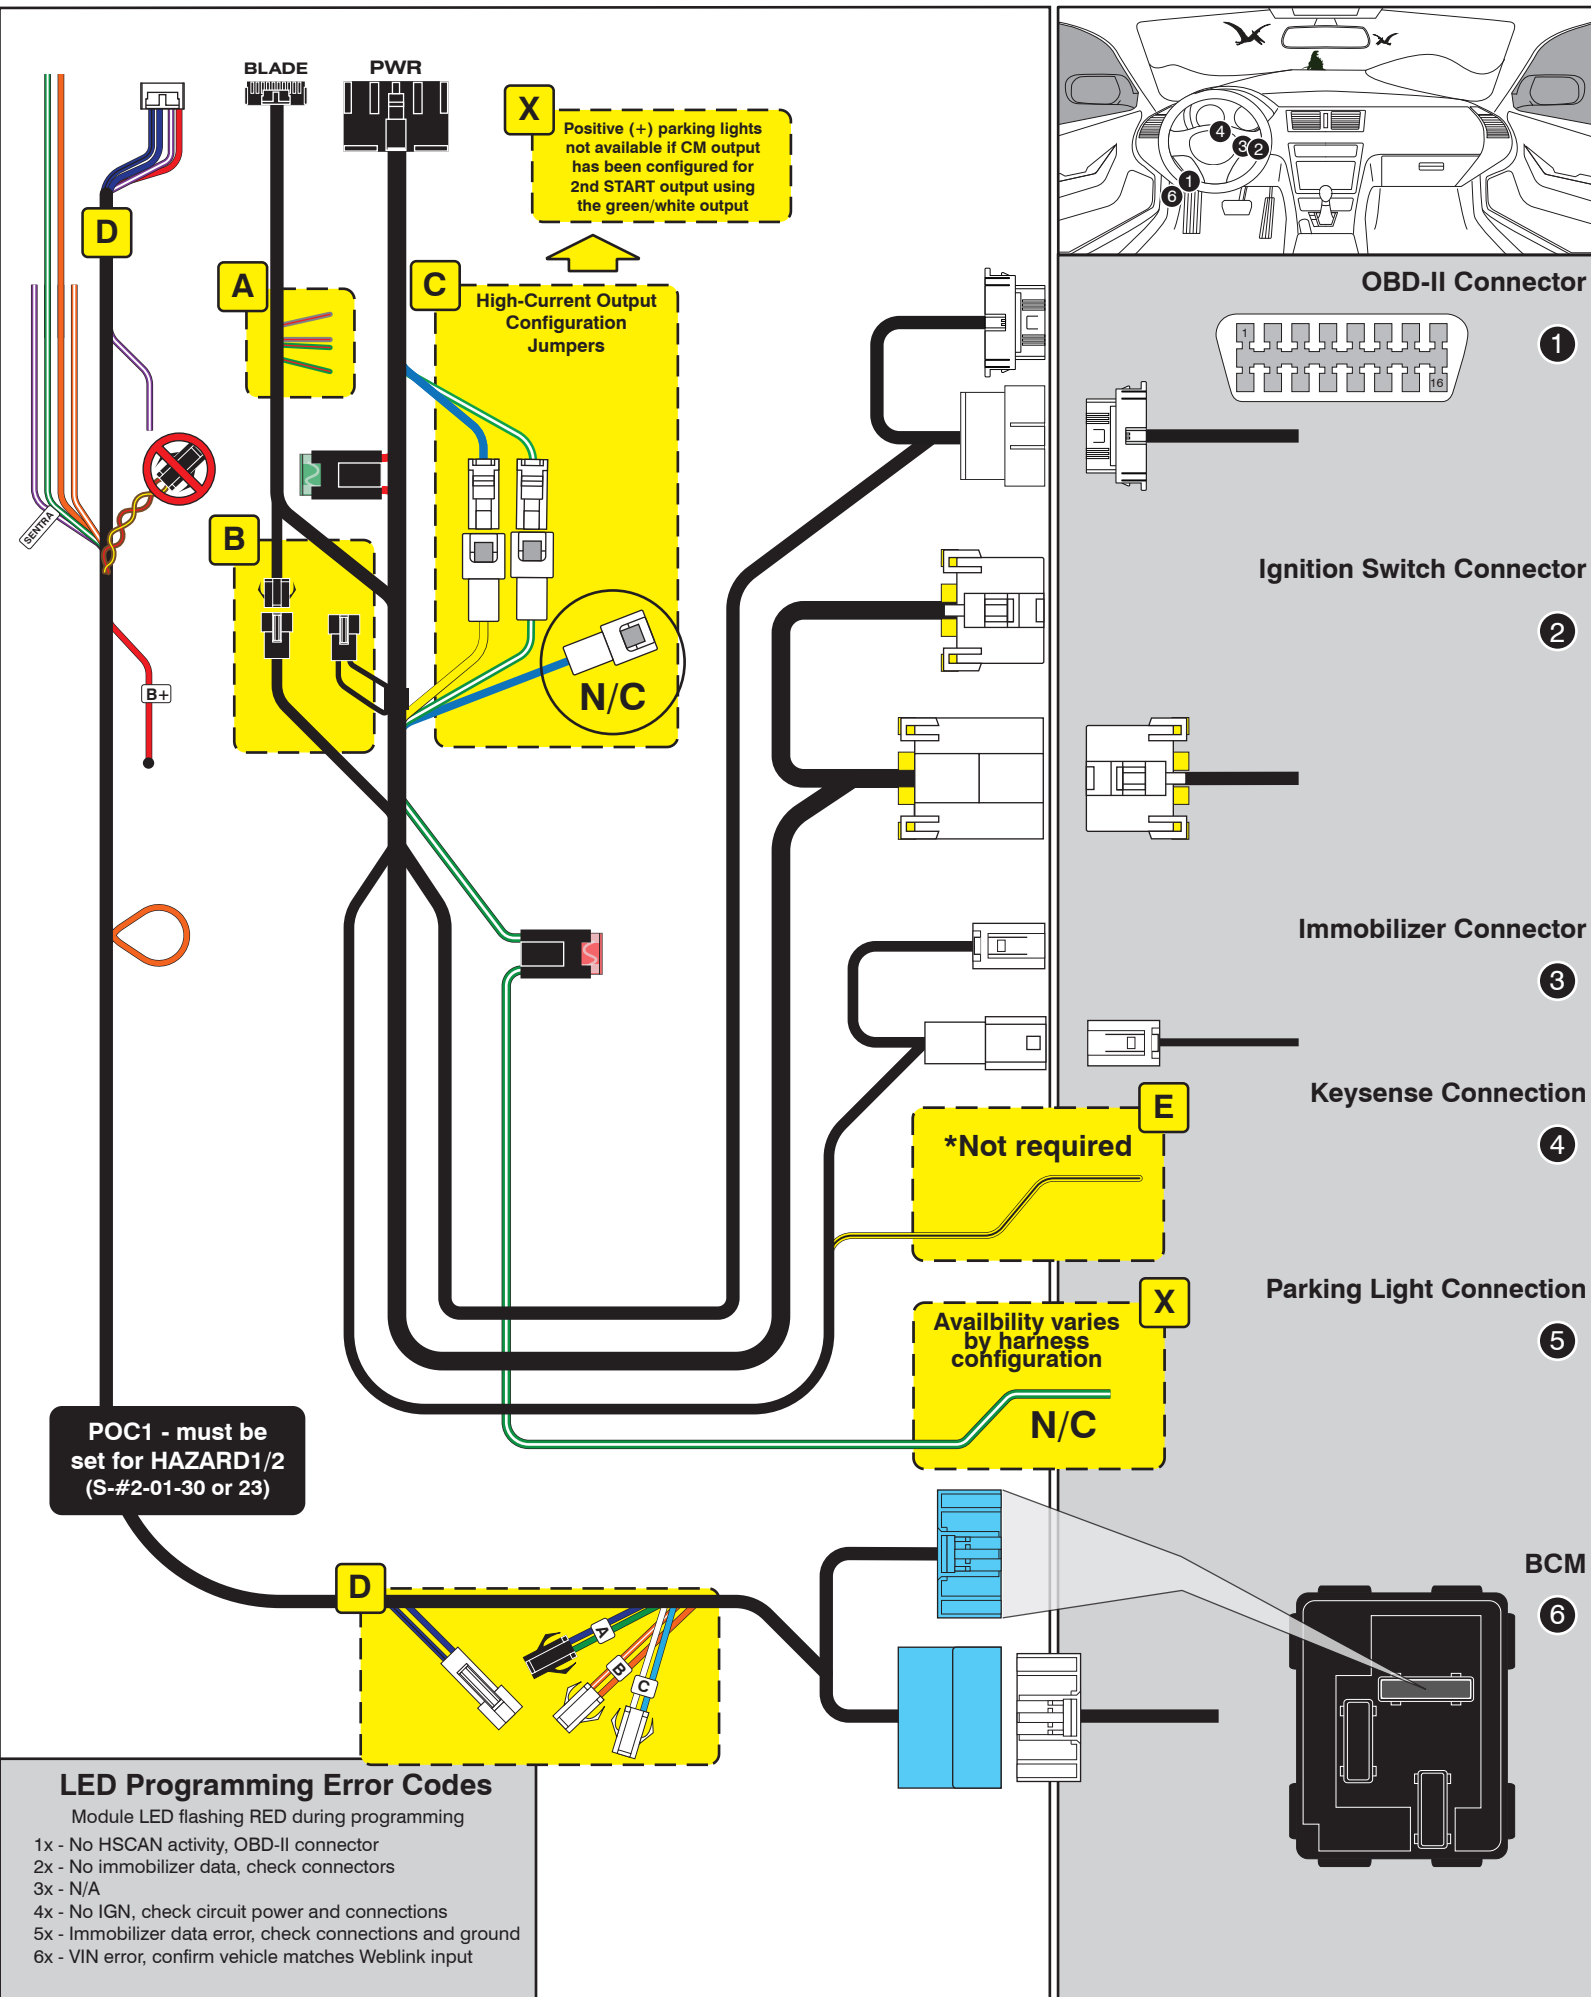 BLADE
PWR
D
X
Positive (+) parking lights
not available if CM output
has been configured for
2nd START output using
the green/white output
4
3
2
1
6
A
C
High-Current Output
Configuration
Jumpers
OBD-II Connector
1
1
16
SENTRA
B
Ignition Switch Connector
2
B+
N/C
Immobilizer Connector
3
Keysense Connection
4
E
*Not required
Parking Light Connection
5
X
Availbility varies
by harness
configuration
N/C
POC1 - must be
set for HAZARD1/2
(S-#2-01-30 or 23)
BCM
6
D
A
B
C
LED Programming Error Codes
Module LED flashing RED during programming
1x - No HSCAN activity, OBD-II connector
2x - No immobilizer data, check connectors
3x - N/A
4x - No IGN, check circuit power and connections
5x - Immobilizer data error, check connections and ground
6x - VIN error, confirm vehicle matches Weblink input